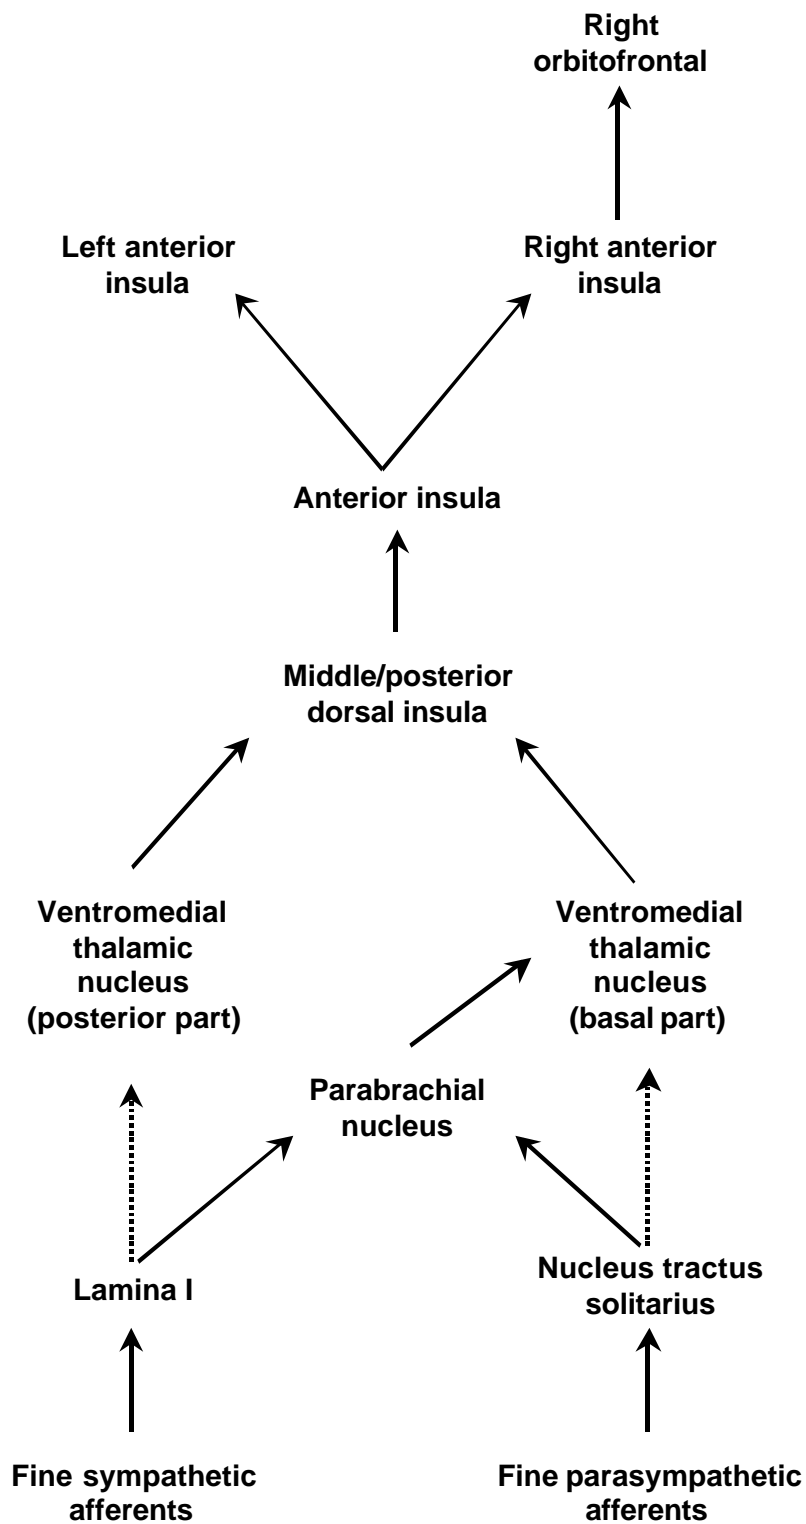 Right
orbitofrontal
Left anterior
insula
Right anterior
insula
Anterior insula
Middle/posterior
dorsal insula
Ventromedial
thalamic
nucleus
(posterior part)
Ventromedial
thalamic
nucleus
(basal part)
Parabrachial
nucleus
Lamina I
Nucleus tractus
solitarius
Fine sympathetic
afferents
Fine parasympathetic
afferents